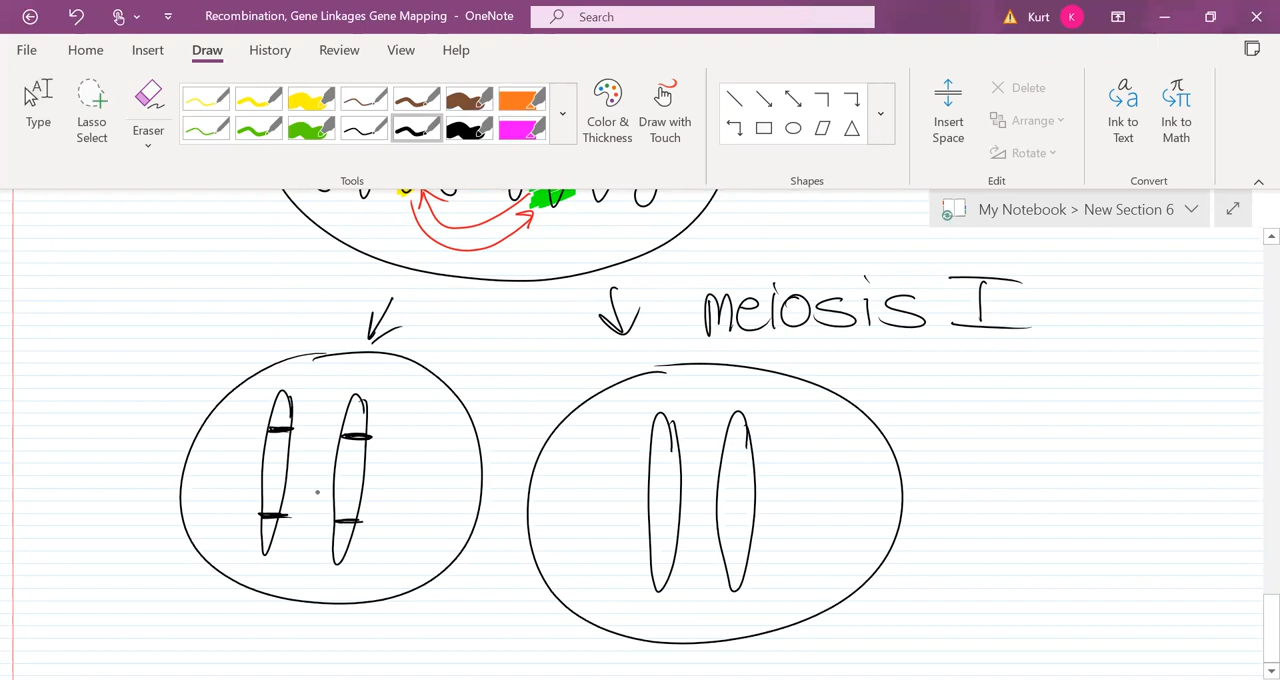 Recombination, Gene Linkages Gene Mapping - OneNote
Search
Kurt
K
File Home Insert Draw History Review View Help
Type
Lasso Select
Eraser
Color & Thickness
Draw with Touch
Insert Space
Delete
Arrange
Rotate
Ink to Text
Ink to Math
Tools
Shapes
Edit
Convert
My Notebook > New Section 6
meiosis I